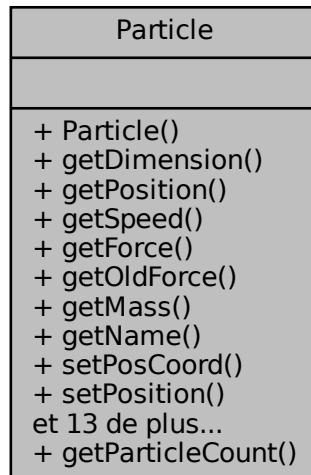 Particle
+ Particle()
+ getDimension()
+ getPosition()
+ getSpeed()
+ getForce()
+ getOldForce()
+ getMass()
+ getName()
+ setPosCoord()
+ setPosition()
et 13 de plus...
+ getParticleCount()